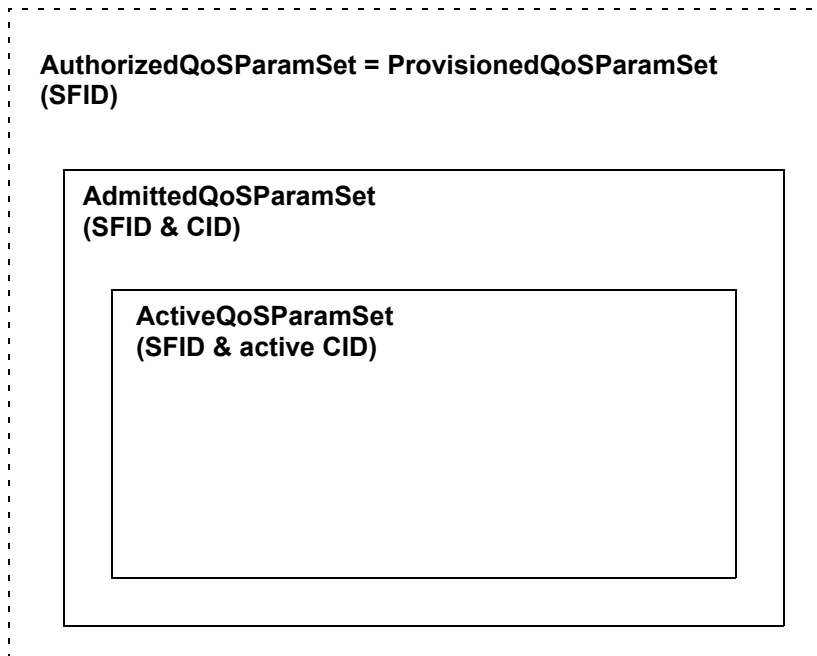 AuthorizedQoSParamSet = ProvisionedQoSParamSet
(SFID)
AdmittedQoSParamSet
(SFID & CID)
ActiveQoSParamSet
(SFID & active CID)